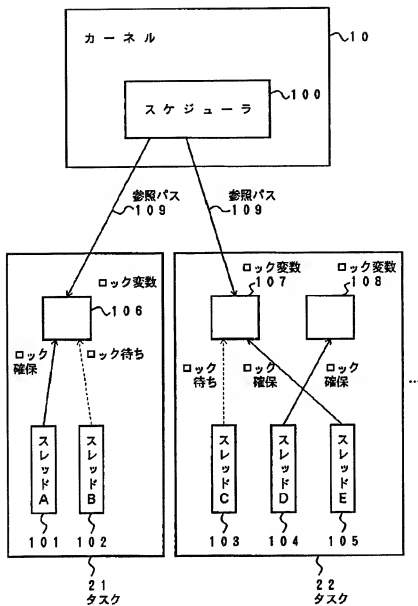 カーネル
10
100
スケジューラ
参照パス
109
参照パス
109
ロック変数
106
ロック変数
107
ロック変数
108
ロック
確保
ロック待ち
ロック
待ち
ロック
確保
ロック
確保
…
スレッドA
スレッドB
スレッドC
スレッドD
スレッドE
101
102
103
104
105
21
タスク
22
タスク